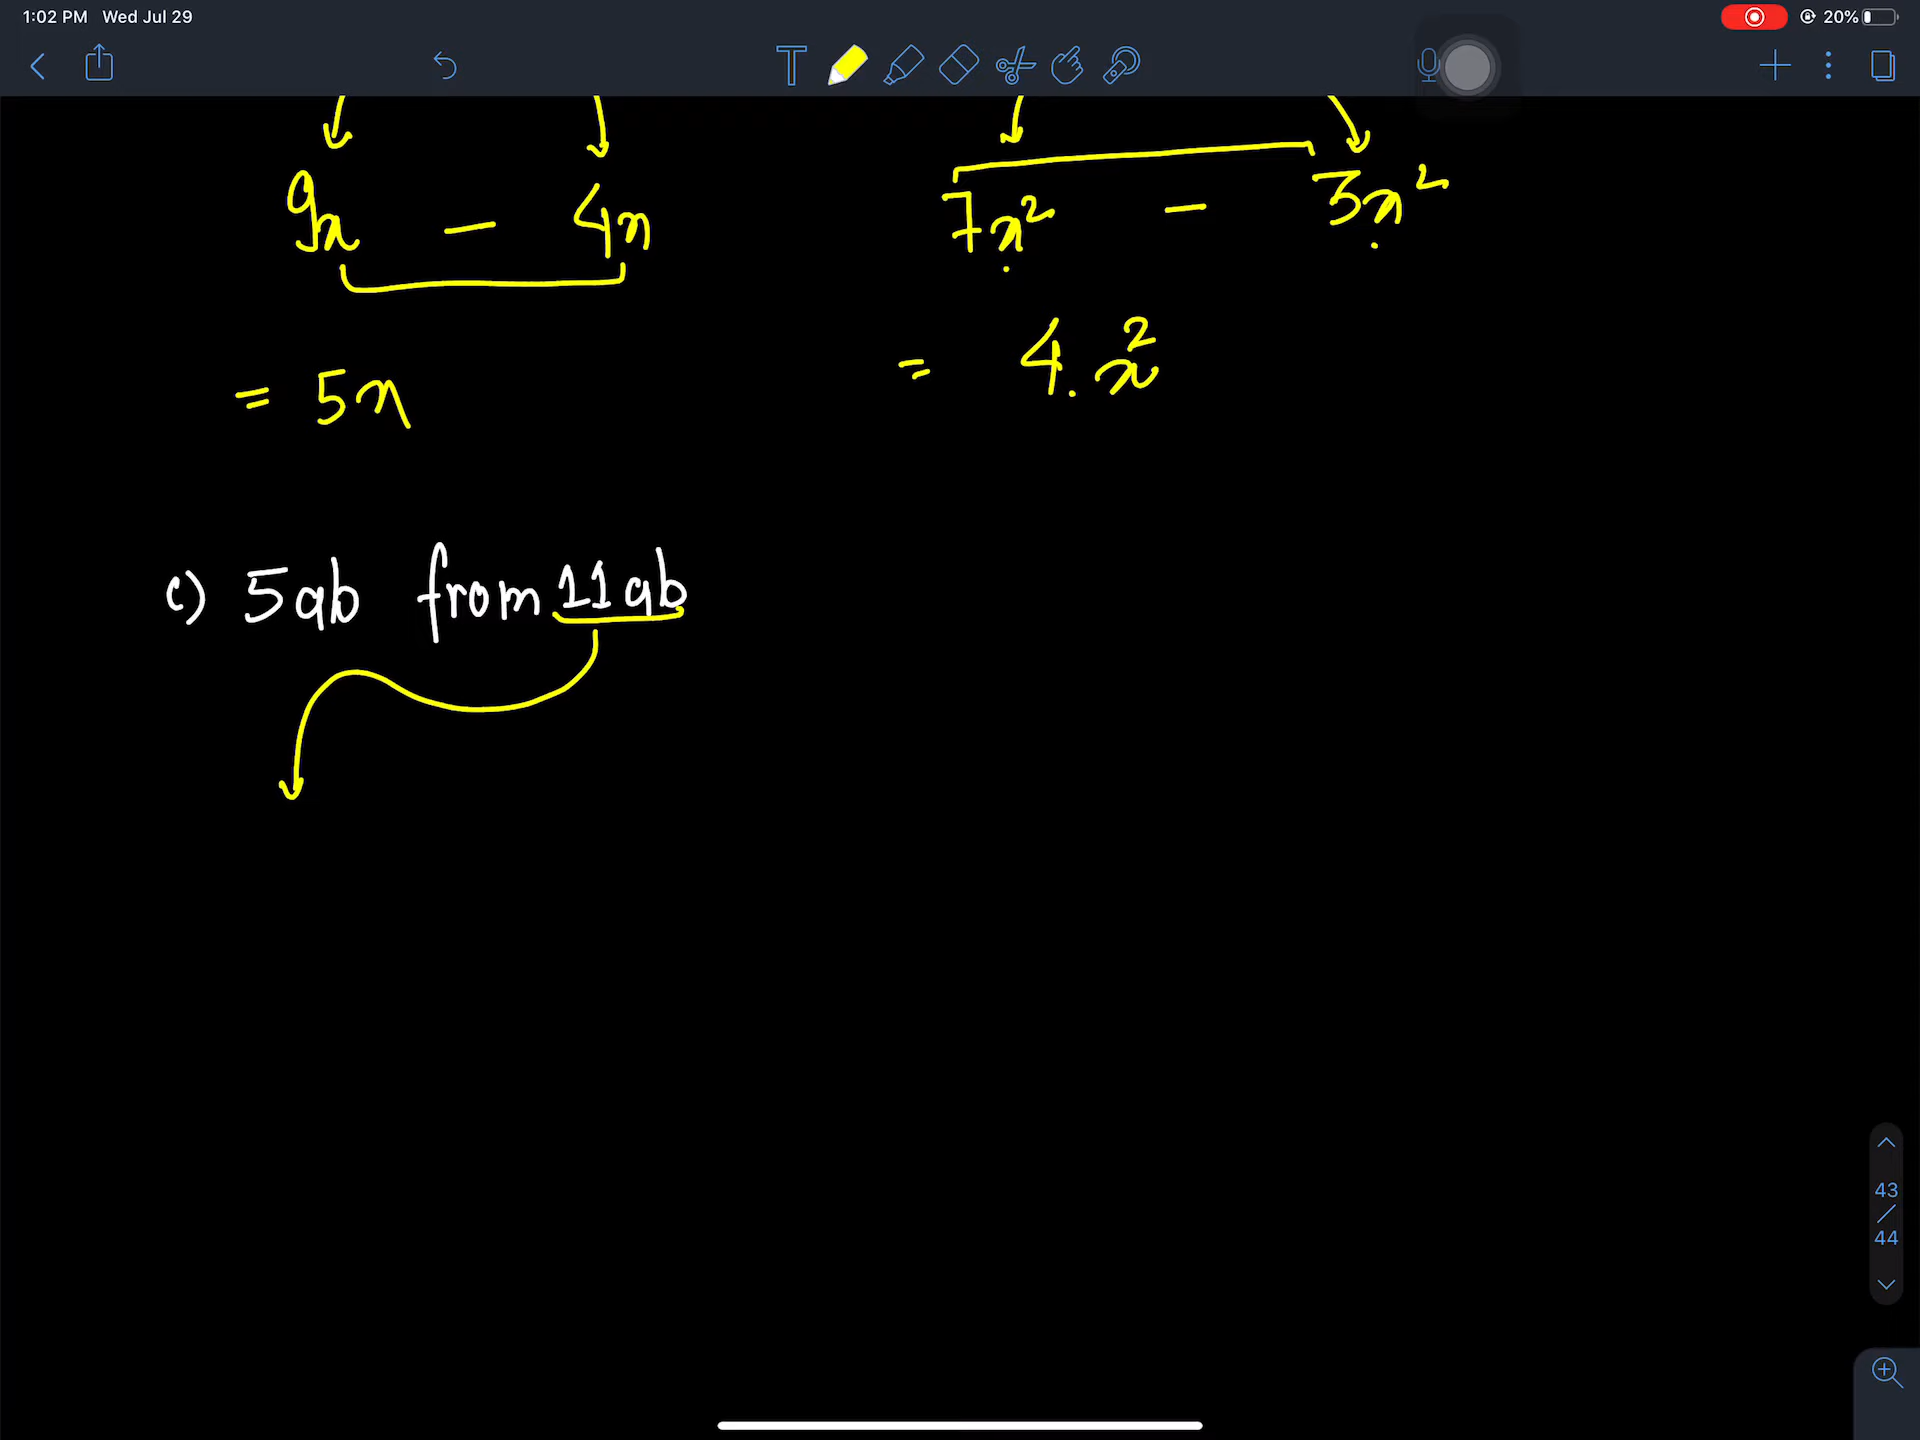 1:02 PM Wed Jul 29
20%
9x - 4x
= 5x
7x² - 3x²
= 4.x²
c) 5ab from 11ab
43
/
44